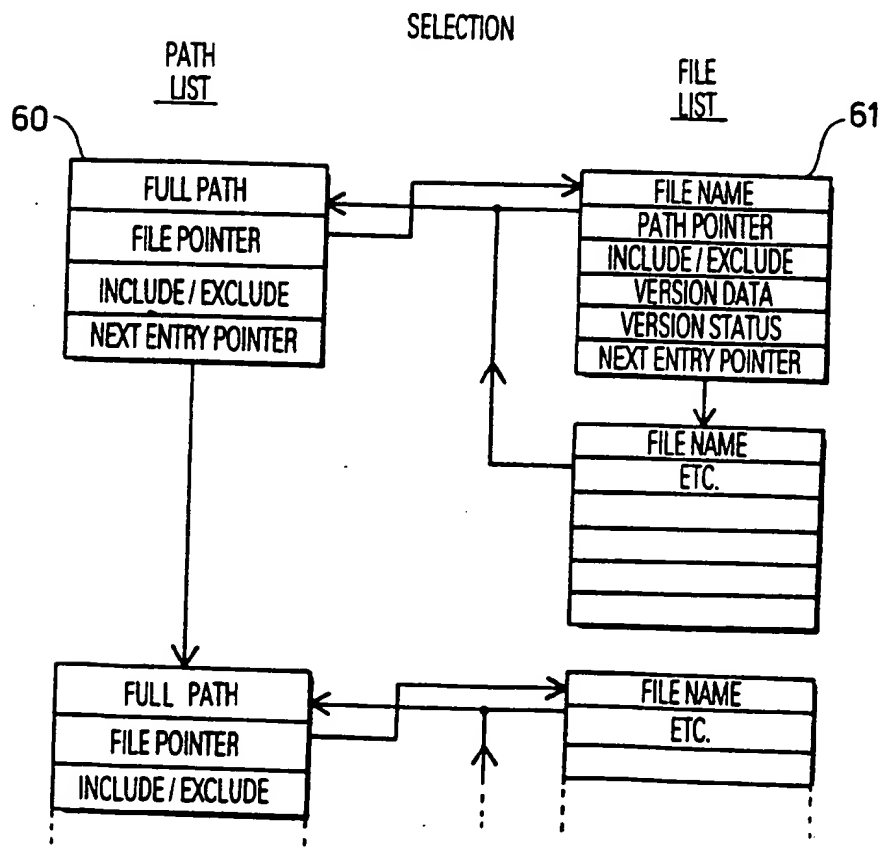 SELECTION
PATH
LIST
FILE
LIST
60
61
FULL PATH
FILE POINTER
INCLUDE / EXCLUDE
NEXT ENTRY POINTER
FILE NAME
PATH POINTER
INCLUDE / EXCLUDE
VERSION DATA
VERSION STATUS
NEXT ENTRY POINTER
FILE NAME
ETC.
FULL PATH
FILE POINTER
INCLUDE / EXCLUDE
FILE NAME
ETC.